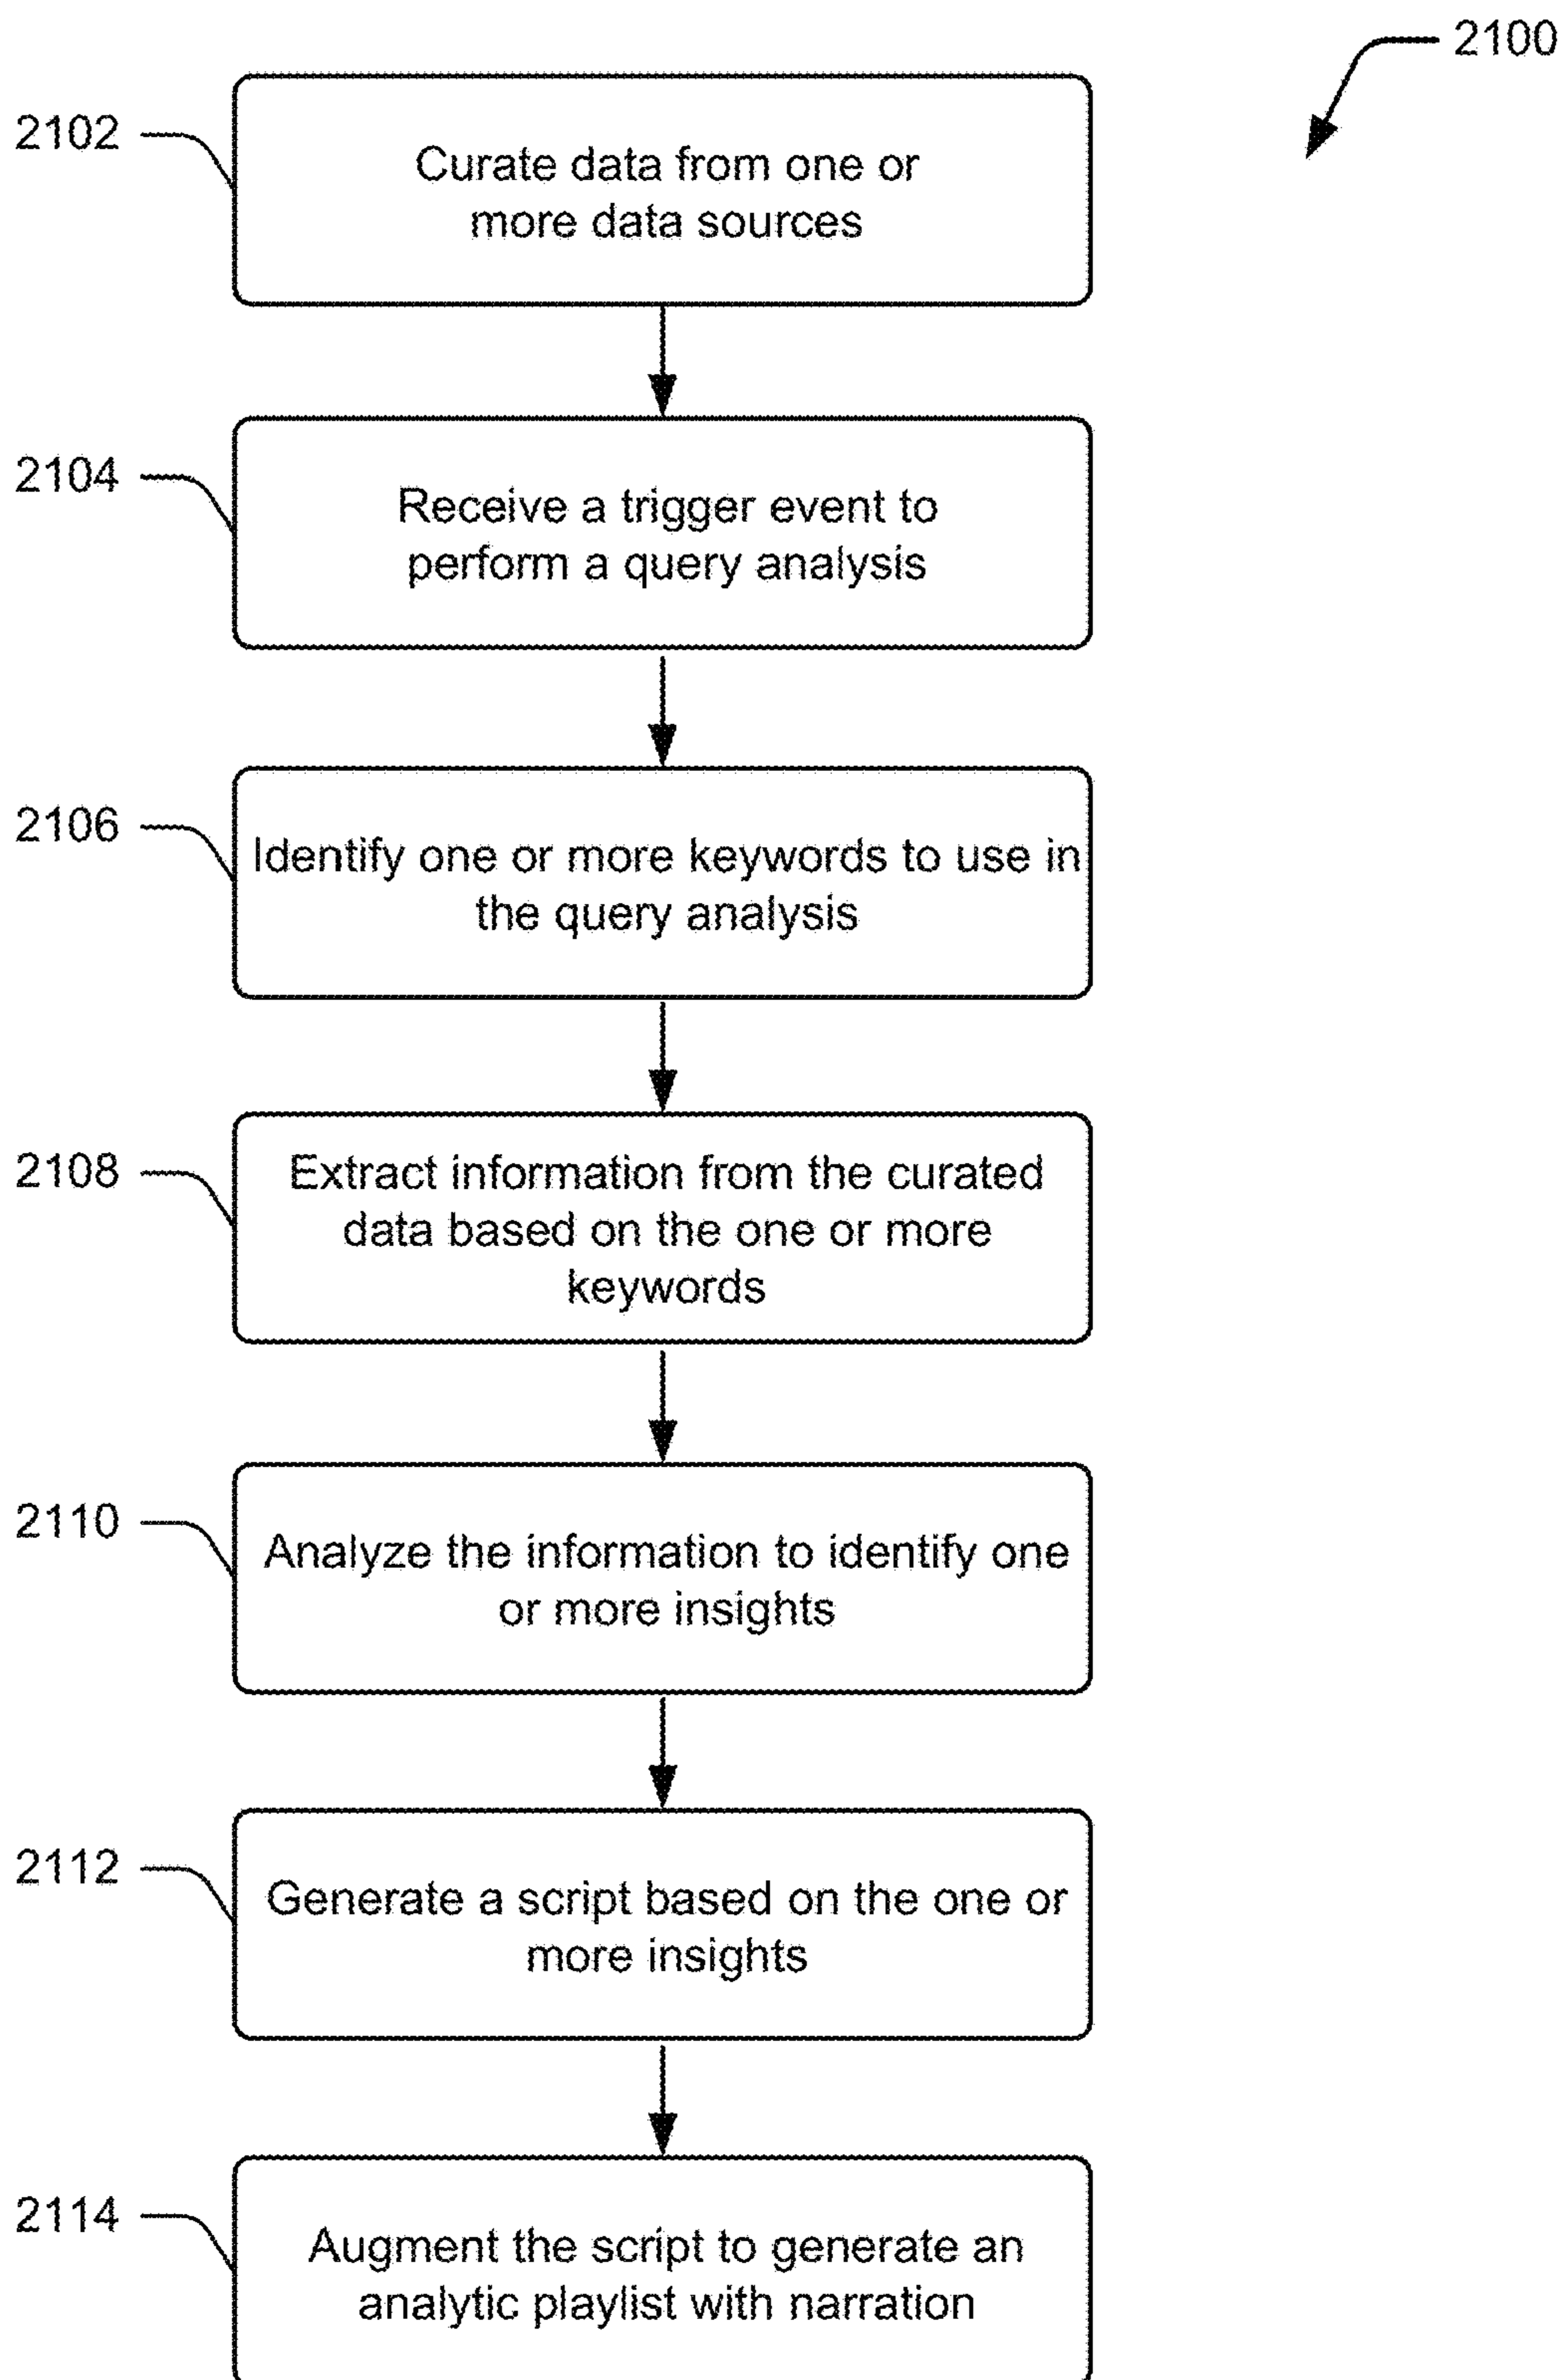 2100
2102
Curate data from one or
more data sources
2104
Receive a trigger event to
perform a query analysis
2106
Identify one or more keywords to use in
the query analysis
2108
Extract information from the curated
data based on the one or more
keywords
2110
Analyze the information to identify one
or more insights
2112
Generate a script based on the one or
more insights
2114
Augment the script to generate an
analytic playlist with narration